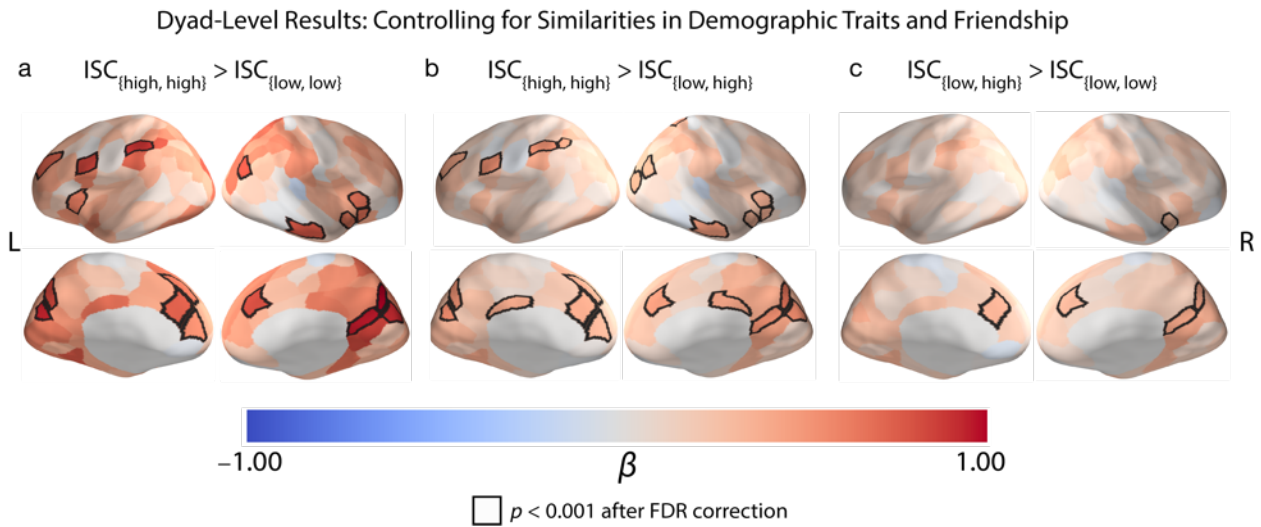 Dyad-Level Results: Controlling for Similarities in Demographic Traits and Friendship
a ISC{high, high} > ISC{low, low}
b ISC{high, high} > ISC{low, high}
c ISC{low, high} > ISC{low, low}
L
R
−1.00 β 1.00
p < 0.001 after FDR correction